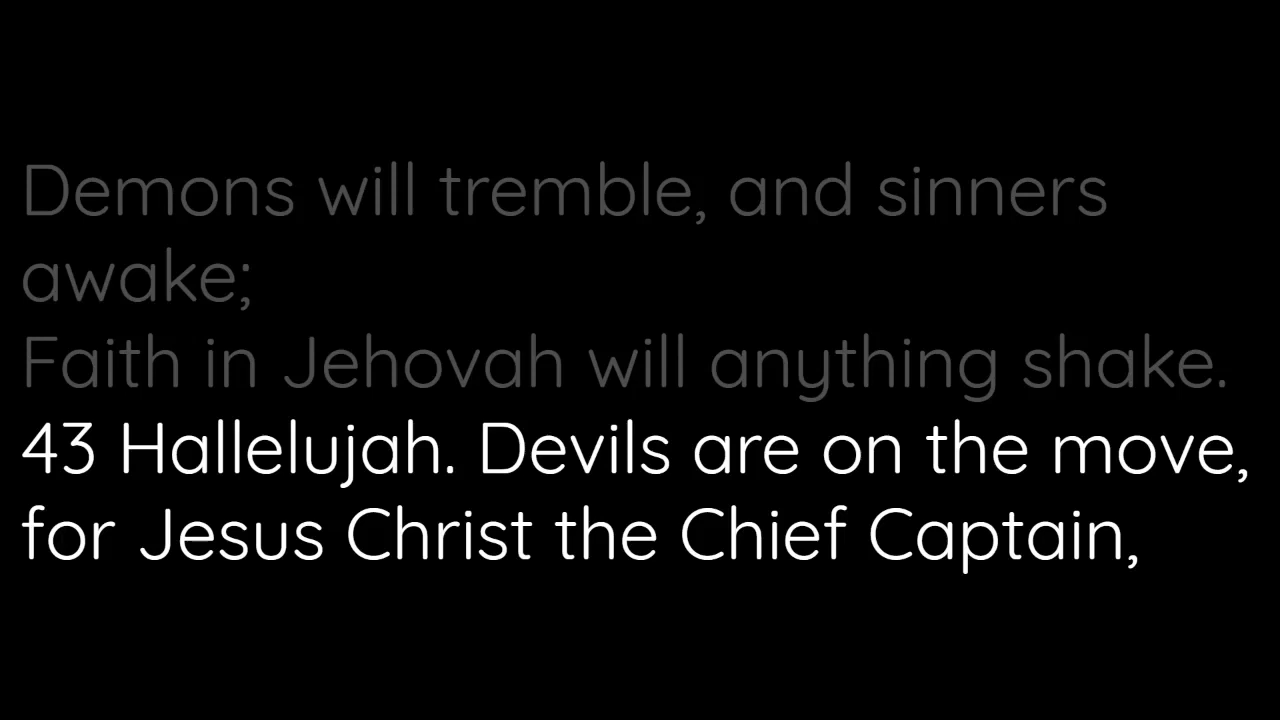 Demons will tremble, and sinners
awake;
Faith in Jehovah will anything shake.
43 Hallelujah. Devils are on the move,
for Jesus Christ the Chief Captain,